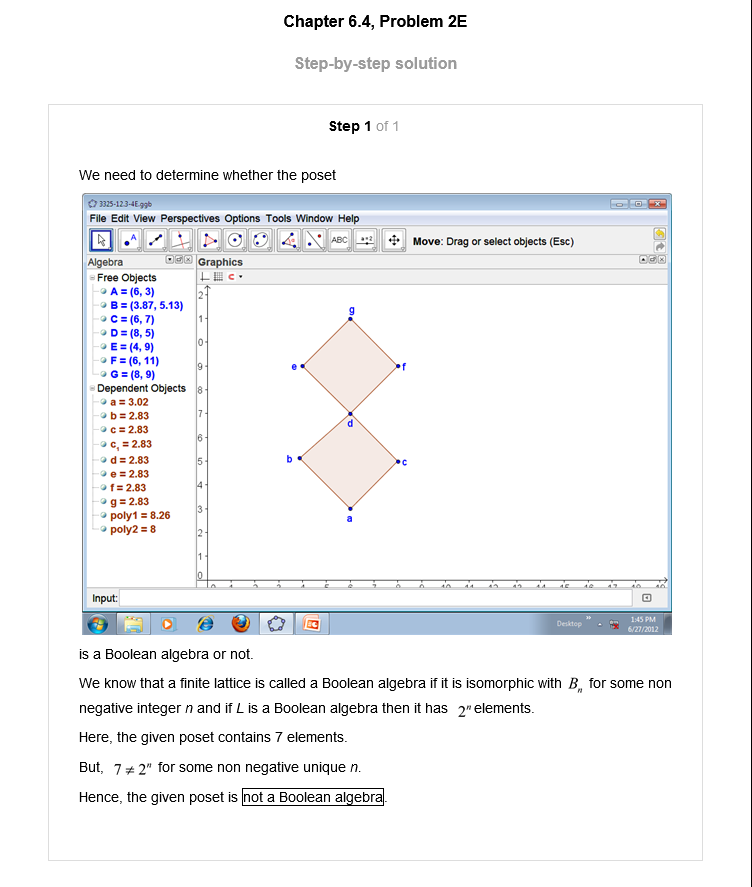 Chapter 6.4, Problem 2E
Step-by-step solution
Step 1 of 1
We need to determine whether the poset
3325-12.3-4E.ggb
File Edit View Perspectives Options Tools Window Help
ABC
a=2
Move: Drag or select objects (Esc)
Algebra
Graphics
Free Objects
A = (6, 3)
B = (3.87, 5.13)
C = (6, 7)
D = (8, 5)
E = (4, 9)
F = (6, 11)
G = (8, 9)
Dependent Objects
a = 3.02
b = 2.83
c = 2.83
c₁ = 2.83
d = 2.83
e = 2.83
f = 2.83
g = 2.83
poly1 = 8.26
poly2 = 8
2
1
0
9
8
7
6
5
4
3
2
1
0
g
e
f
d
b
c
a
Input:
Desktop
1:45 PM
6/27/2012
is a Boolean algebra or not.
We know that a finite lattice is called a Boolean algebra if it is isomorphic with Bₙ for some non
negative integer n and if L is a Boolean algebra then it has 2ⁿ elements.
Here, the given poset contains 7 elements.
But, 7 ≠ 2ⁿ for some non negative unique n.
Hence, the given poset is not a Boolean algebra.